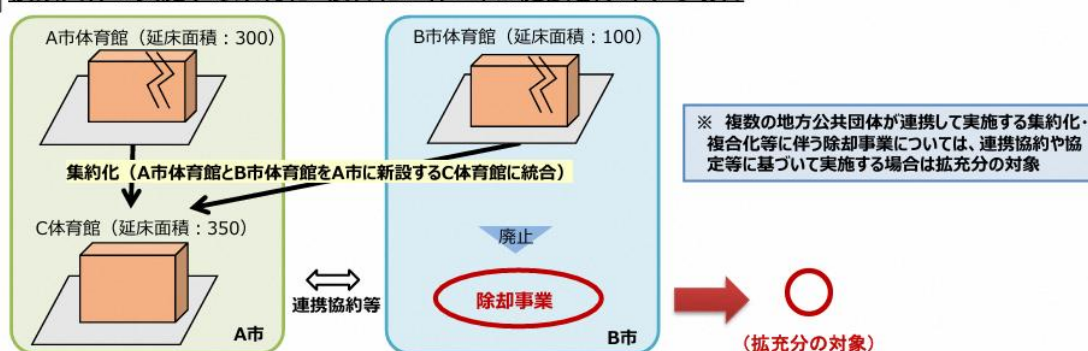 A市体育館（延床面積：300）
B市体育館（延床面積：100）
※ 複数の地方公共団体が連携して実施する集約化・
複合化等に伴う除却事業については、連携協約や協
定等に基づいて実施する場合は拡充分の対象
集約化（A市体育館とB市体育館をA市に新設するC体育館に統合）
C体育館（延床面積：350）
廃止
連携協約等
除却事業
A市
B市
（拡充分の対象）